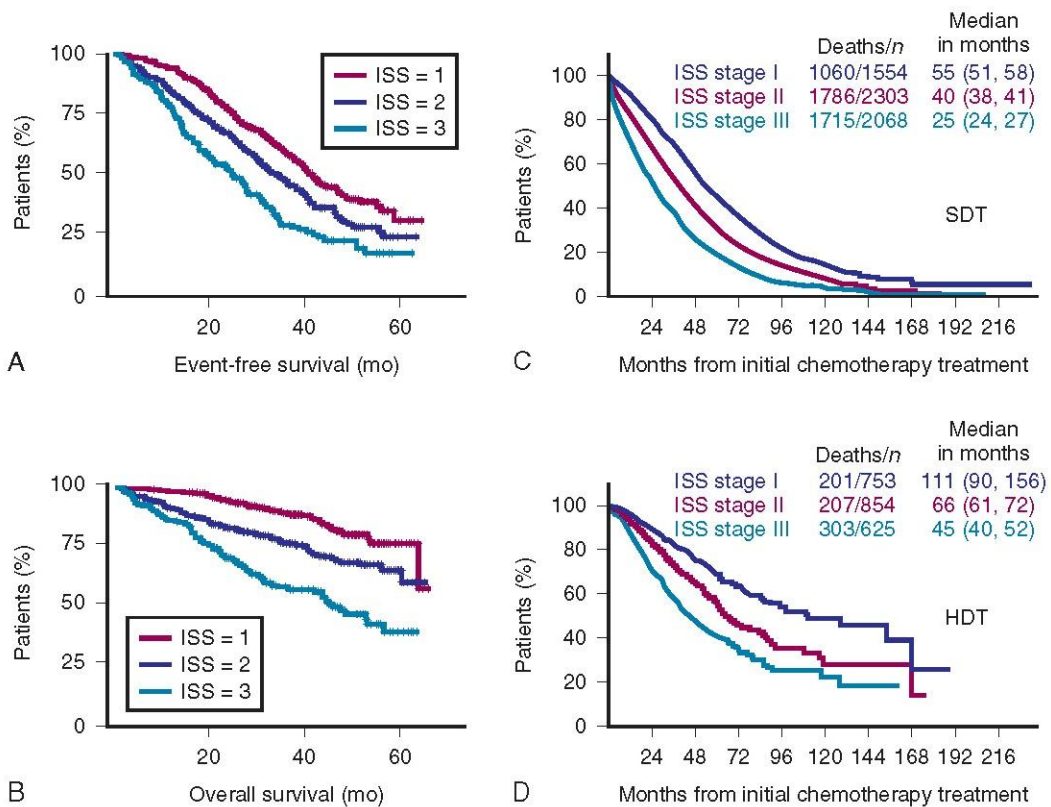 100
75
50
25
0
Patients (%)
ISS = 1
ISS = 2
ISS = 3
20 40 60
A Event-free survival (mo)
100
75
50
25
0
Patients (%)
ISS = 1
ISS = 2
ISS = 3
20 40 60
B Overall survival (mo)
Median
Deaths/n in months
ISS stage I 1060/1554 55 (51, 58)
ISS stage II 1786/2303 40 (38, 41)
ISS stage III 1715/2068 25 (24, 27)
100
80
60
40
20
0
Patients (%)
SDT
24 48 72 96 120 144 168 192 216
C Months from initial chemotherapy treatment
Median
Deaths/n in months
ISS stage I 201/753 111 (90, 156)
ISS stage II 207/854 66 (61, 72)
ISS stage III 303/625 45 (40, 52)
100
80
60
40
20
0
Patients (%)
HDT
24 48 72 96 120 144 168 192 216
D Months from initial chemotherapy treatment